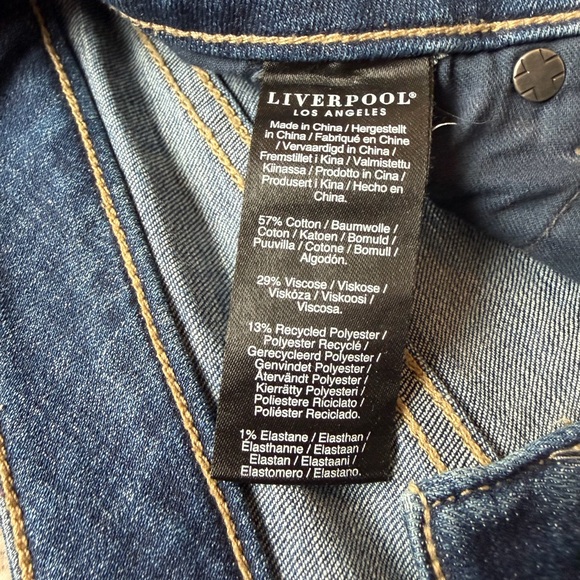 LIVERPOOL®
LOS ANGELES
Made in China / Hergestellt
in China / Fabriqué en Chine
/ Vervaardigd in China /
Fremstillet i Kina / Valmistettu
Kiinassa / Prodotto in Cina /
Produsert i Kina / Hecho en
China.
57% Cotton / Baumwolle /
Coton / Katoen / Bomuld /
Puuvilla / Cotone / Bomull /
Algodón.
29% Viscose / Viskose /
Viskóza / Viskoosi /
Viscosa.
13% Recycled Polyester /
Polyester Recyclé /
Gerecycleerd Polyester /
Genvindet Polyester /
Återvändt Polyester /
Kierrätty Polyesteri /
Poliestere Riciclato /
Poliéster Reciclado.
1% Elastane / Elasthan /
Élasthanne / Elastaan /
Elastan / Elastaani /
Elastomero / Elastano.